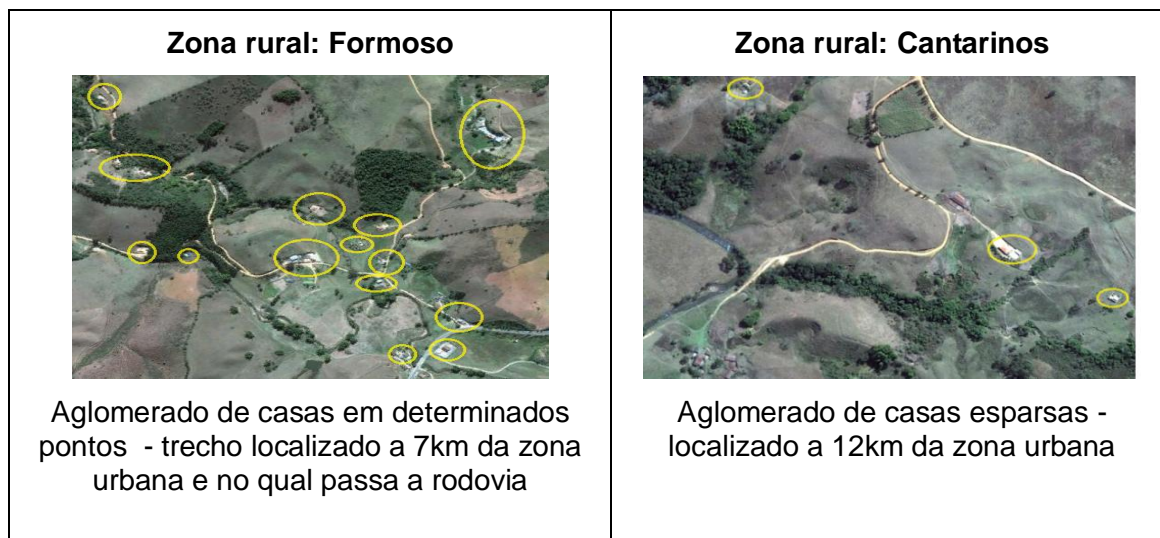 Zona rural: Formoso
Aglomerado de casas em determinados
pontos - trecho localizado a 7km da zona
urbana e no qual passa a rodovia
Zona rural: Cantarinos
Aglomerado de casas esparsas -
localizado a 12km da zona urbana